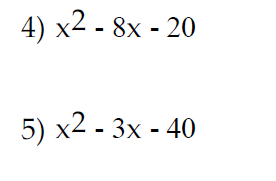 4) x² - 8x - 20
5) x² - 3x - 40